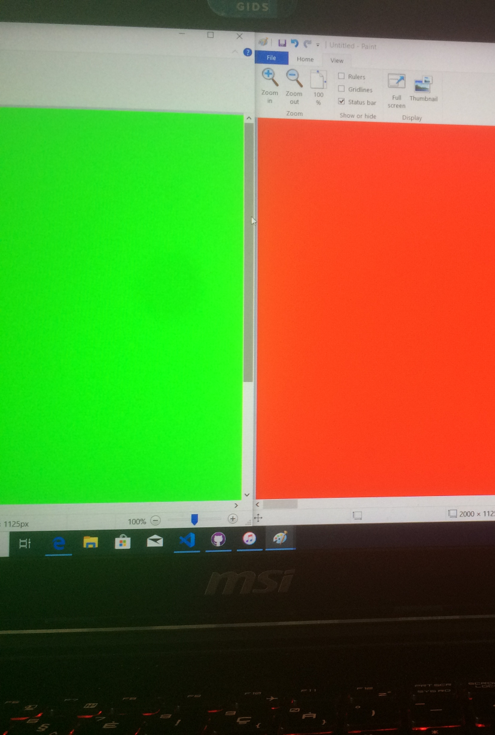 GIDS
Untitled - Paint
File
Home
View
Zoom in
Zoom out
100 %
Rulers
Gridlines
Status bar
Full screen
Thumbnail
Zoom
Show or hide
Display
1125px
100%
2000 × 112
msi